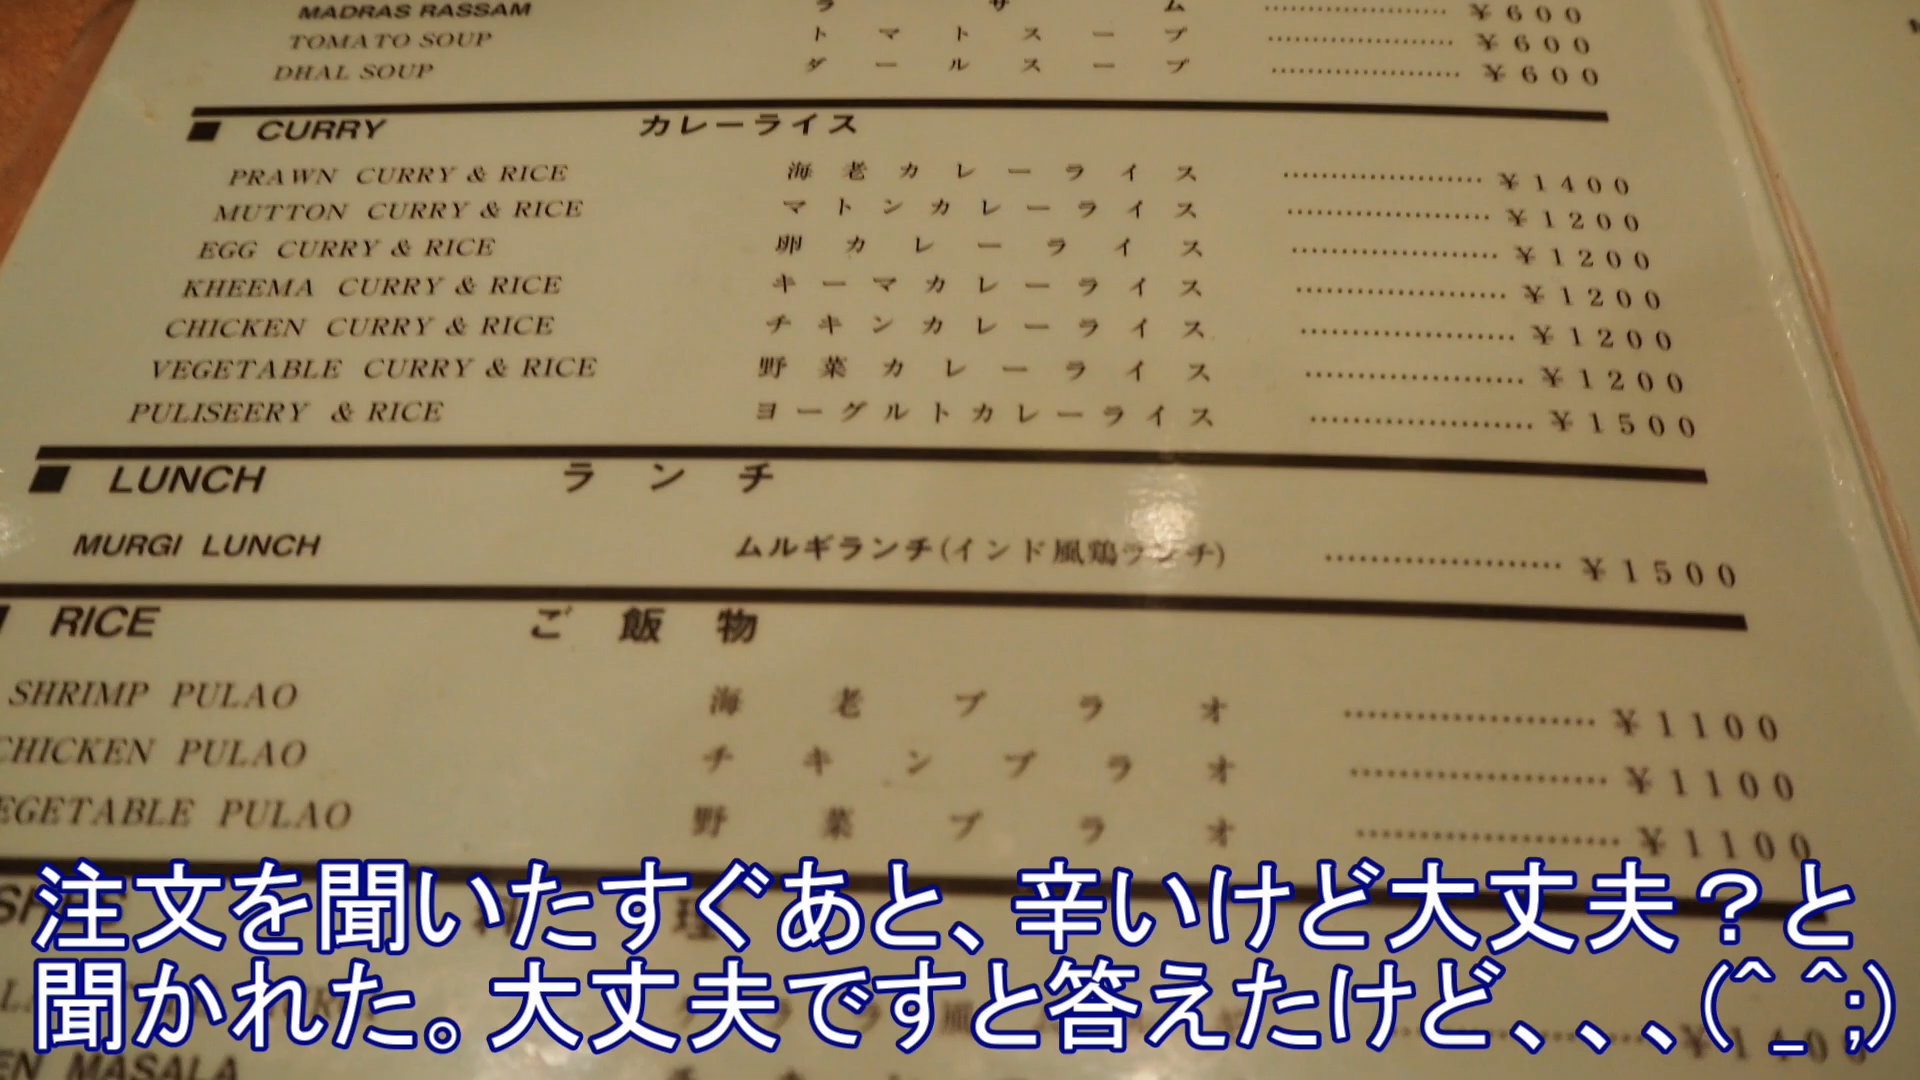 MADRAS RASSAM ラサム ¥600
TOMATO SOUP トマトスープ ¥600
DHAL SOUP ダールスープ ¥600
■ CURRY カレーライス
PRAWN CURRY & RICE 海老カレーライス ¥1400
MUTTON CURRY & RICE マトンカレーライス ¥1200
EGG CURRY & RICE 卵カレーライス ¥1200
KHEEMA CURRY & RICE キーマカレーライス ¥1200
CHICKEN CURRY & RICE チキンカレーライス ¥1200
VEGETABLE CURRY & RICE 野菜カレーライス ¥1200
PULISEERY & RICE ヨーグルトカレーライス ¥1500
■ LUNCH ランチ
MURGI LUNCH ムルギランチ(インド風鶏ランチ) ¥1500
RICE ご飯物
SHRIMP PULAO 海老プラオ ¥1100
CHICKEN PULAO チキンプラオ ¥1100
EGETABLE PULAO 野菜プラオ ¥1100
注文を聞いたすぐあと、辛いけど大丈夫？と
聞かれた。大丈夫ですと答えたけど、、、(^_^;)
MASALA